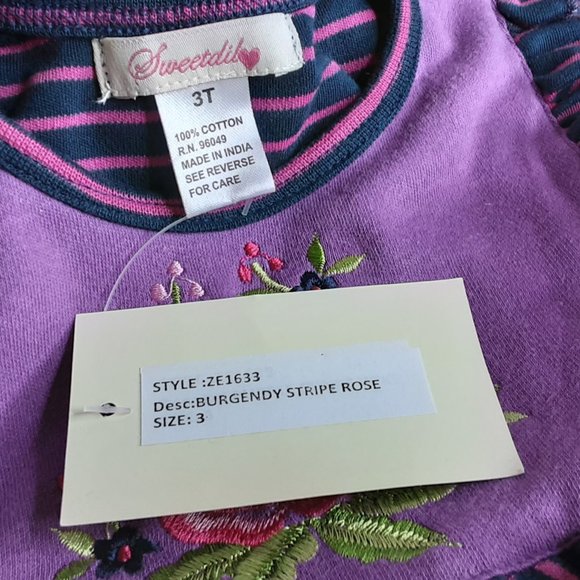 Sweetdile
3T
100% COTTON
R.N. 96049
MADE IN INDIA
SEE REVERSE
FOR CARE
STYLE :ZE1633
Desc:BURGENDY STRIPE ROSE
SIZE: 3